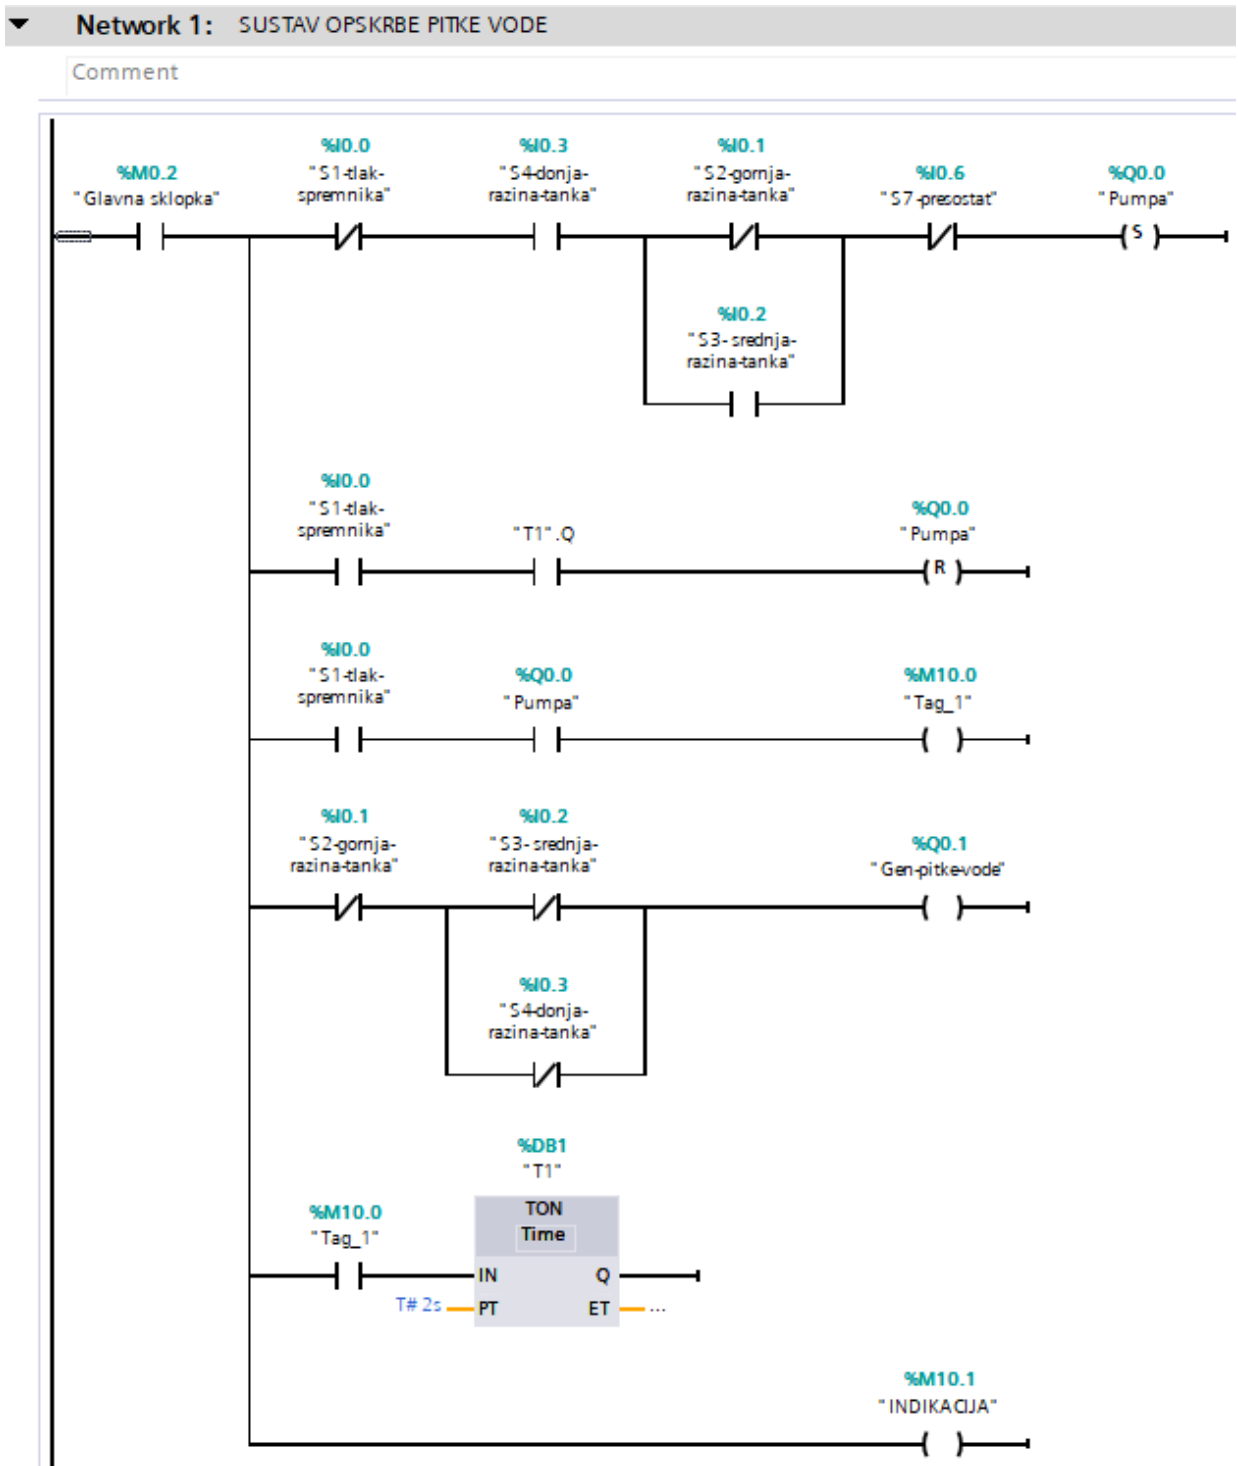 Network 1: SUSTAV OPSKRBE PITKE VODE
Comment
%M0.2
"Glavna sklopka"
%I0.0
"S1-tlak-
spremnika"
%I0.3
"S4-donja-
razina-tanka"
%I0.1
"S2-gornja-
razina-tanka"
%I0.6
"S7-presostat"
%Q0.0
"Pumpa"
S
%I0.2
"S3-srednja-
razina-tanka"
%I0.0
"S1-tlak-
spremnika"
"T1".Q
%Q0.0
"Pumpa"
R
%I0.0
"S1-tlak-
spremnika"
%Q0.0
"Pumpa"
%M10.0
"Tag_1"
%I0.1
"S2-gornja-
razina-tanka"
%I0.2
"S3-srednja-
razina-tanka"
%Q0.1
"Gen-pitke-vode"
%I0.3
"S4-donja-
razina-tanka"
%DB1
"T1"
%M10.0
"Tag_1"
TON
Time
IN Q
T# 2s PT ET ...
%M10.1
"INDIKACIJA"